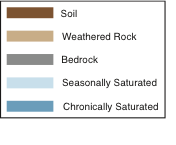 Soil
Weathered Rock
Bedrock
Seasonally Saturated
Chronically Saturated